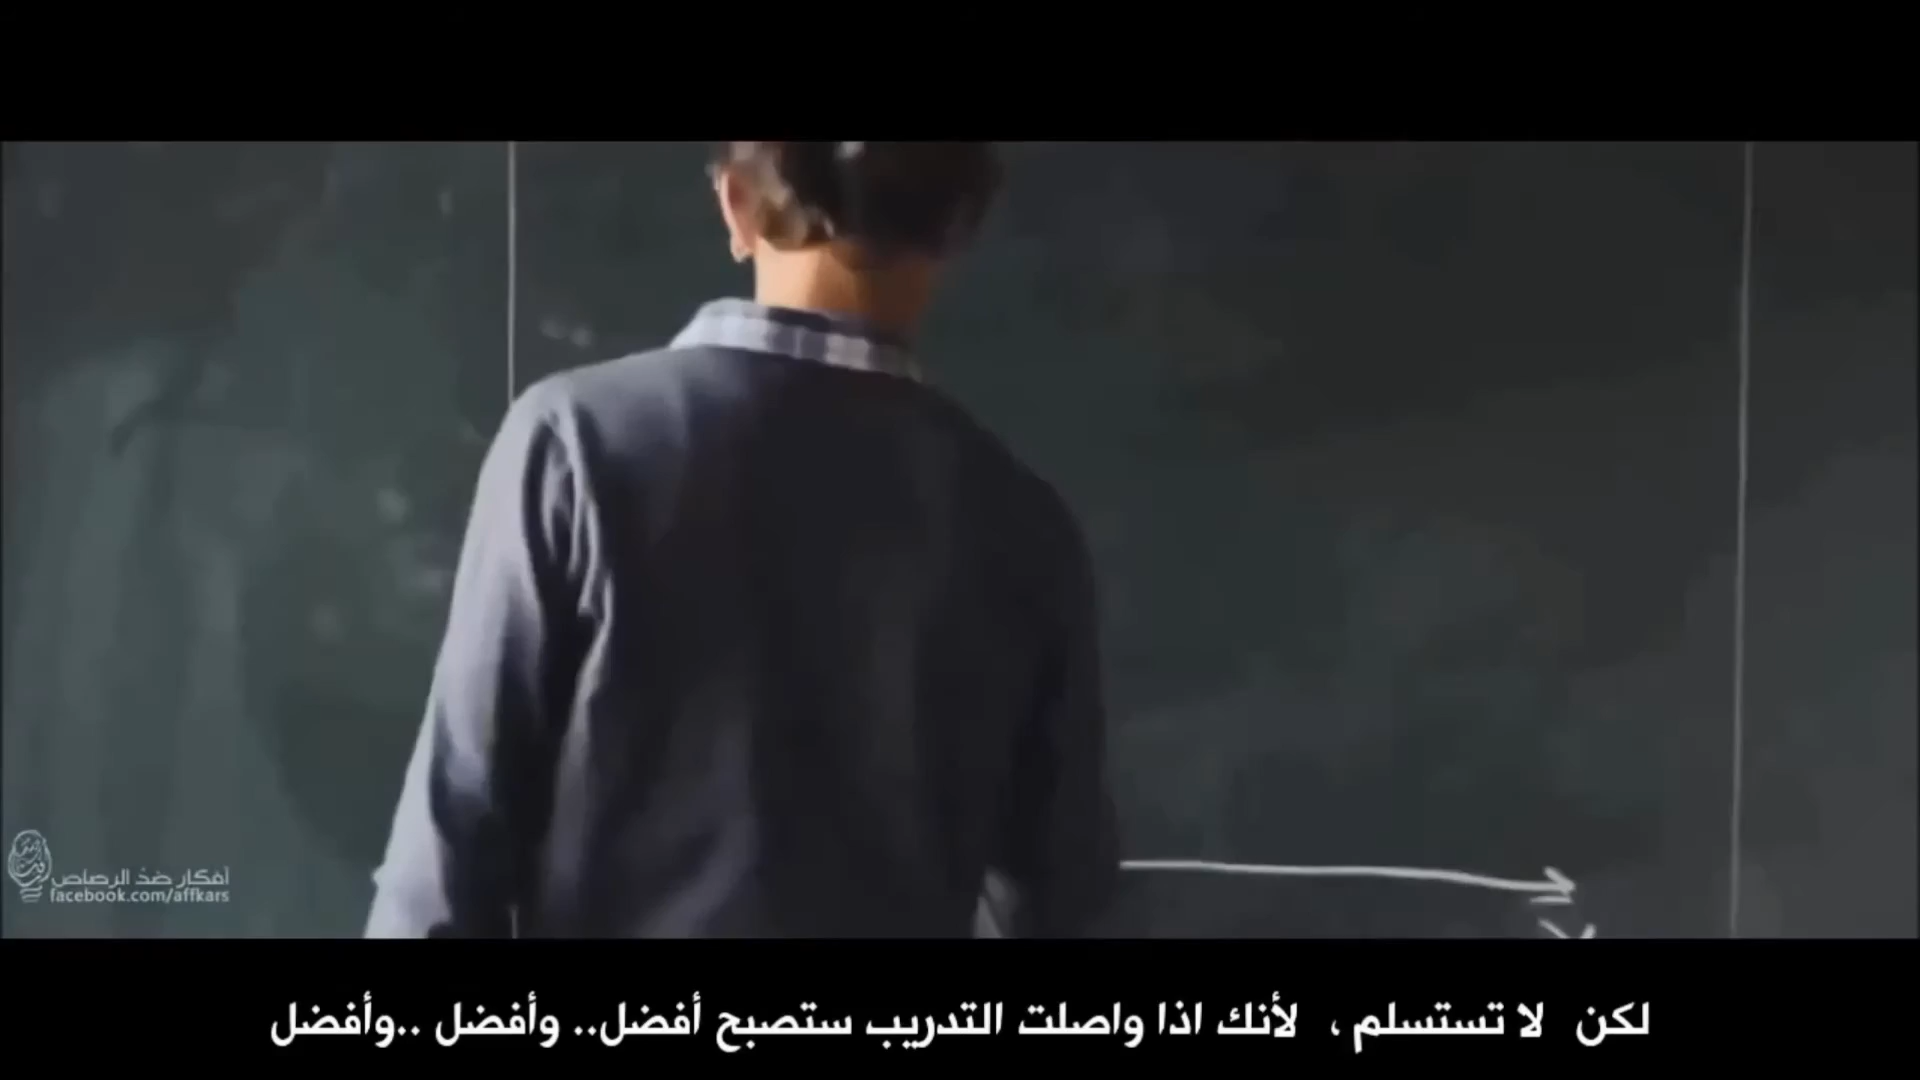 أفكار ضدّ الرصاص
facebook.com/affkars
لكن لا تستسلم ، لأنك اذا واصلت التدريب ستصبح أفضل.. وأفضل ..وأفضل